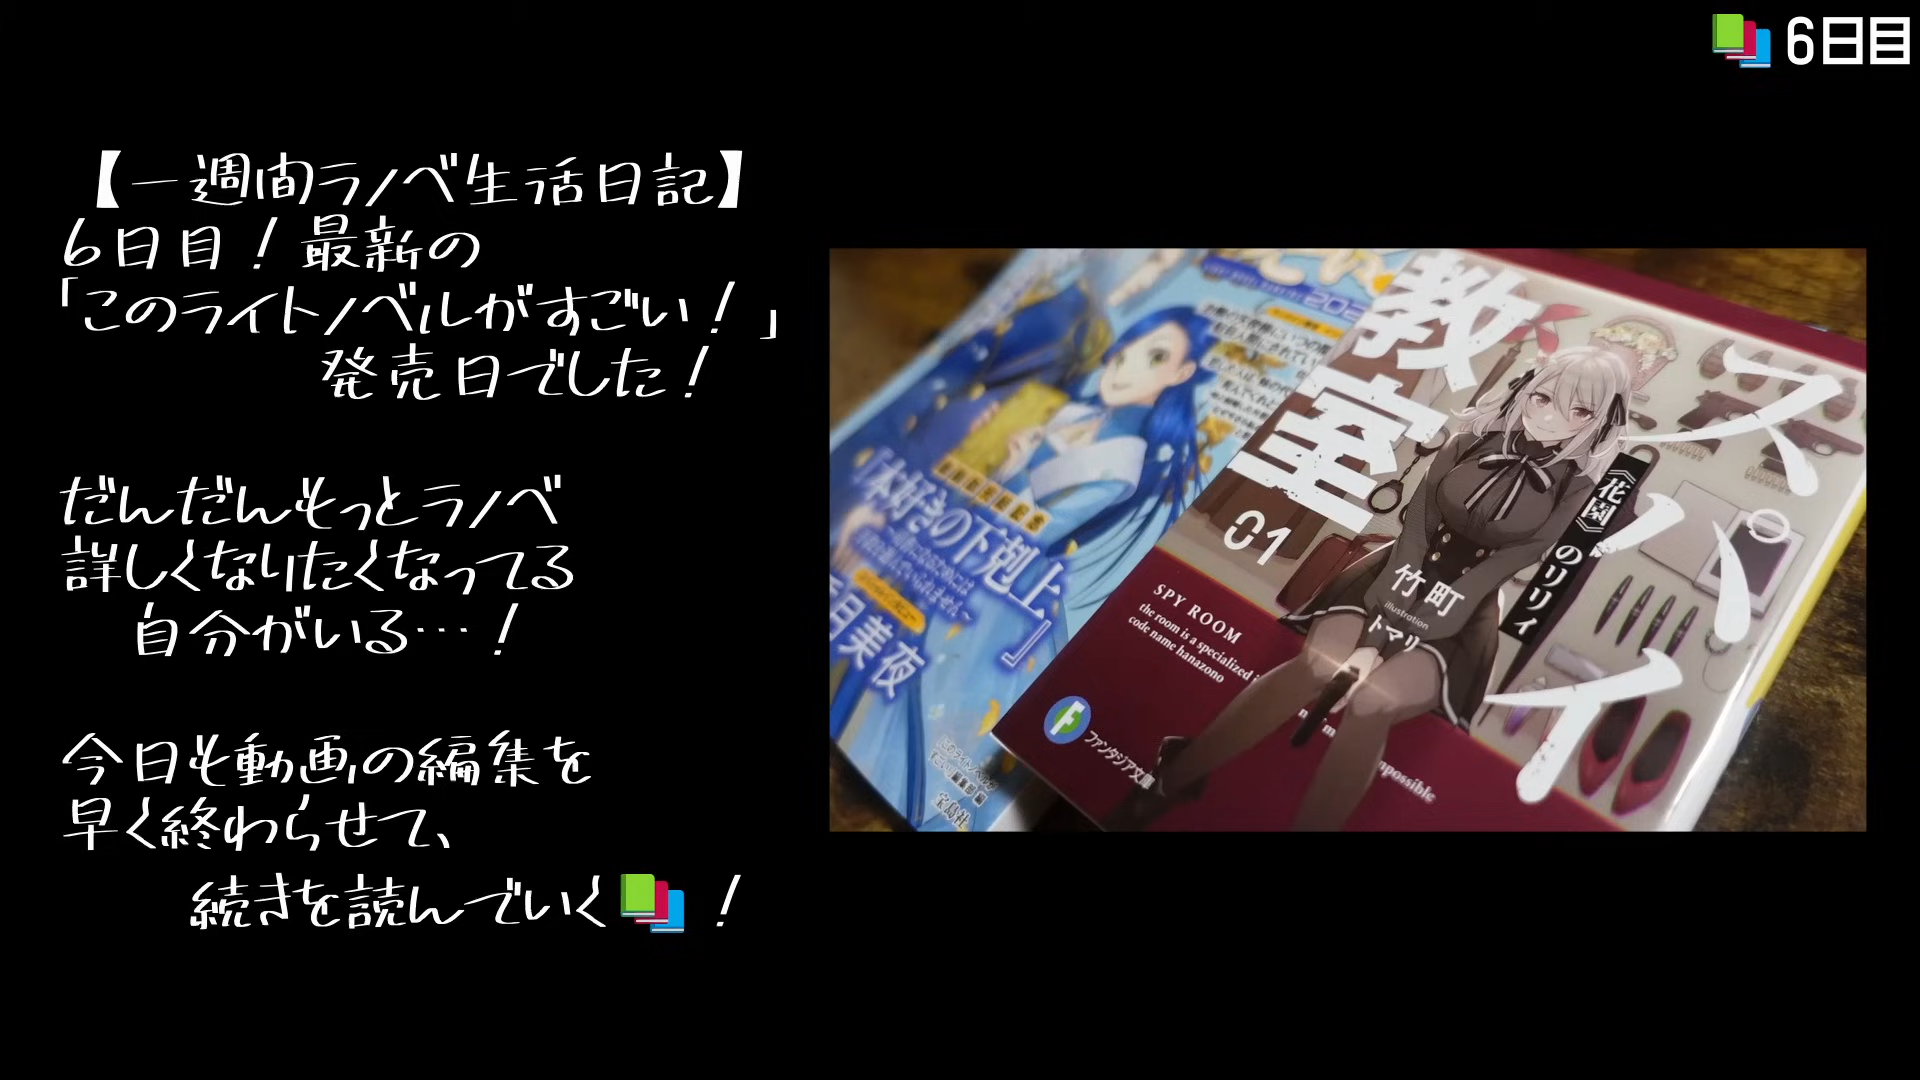 6日目
【一週間ラノベ生活日記】
6日目！最新の
「このライトノベルがすごい！」
発売日でした！
だんだんもっとラノベ
詳しくなりたくなってる
自分がいる…！
今日も動画の編集を
早く終わらせて、
続きを読んでいく！
スパイ
教室
01
《花園》のリリィ
竹町
illustration
トマリ
SPY ROOM
the room is a specialized
code name hanazono
mpossible
ファンタジア文庫
『本好きの下剋上』
月美夜
宝島社